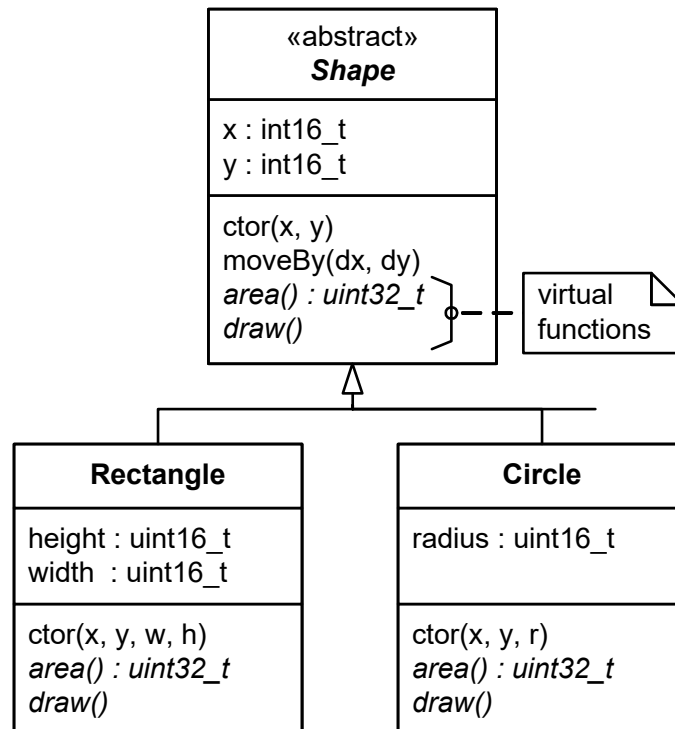 «abstract»
Shape
x : int16_t
y : int16_t
ctor(x, y)
moveBy(dx, dy)
area() : uint32_t
draw()
virtual
functions
Rectangle
height : uint16_t
width : uint16_t
ctor(x, y, w, h)
area() : uint32_t
draw()
Circle
radius : uint16_t
ctor(x, y, r)
area() : uint32_t
draw()